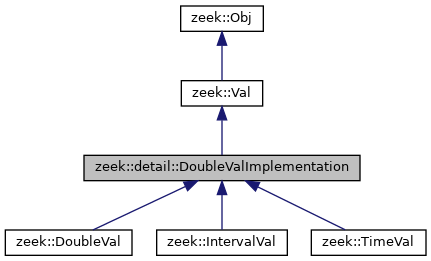 zeek::Obj
zeek::Val
zeek::detail::DoubleValImplementation
zeek::DoubleVal
zeek::IntervalVal
zeek::TimeVal